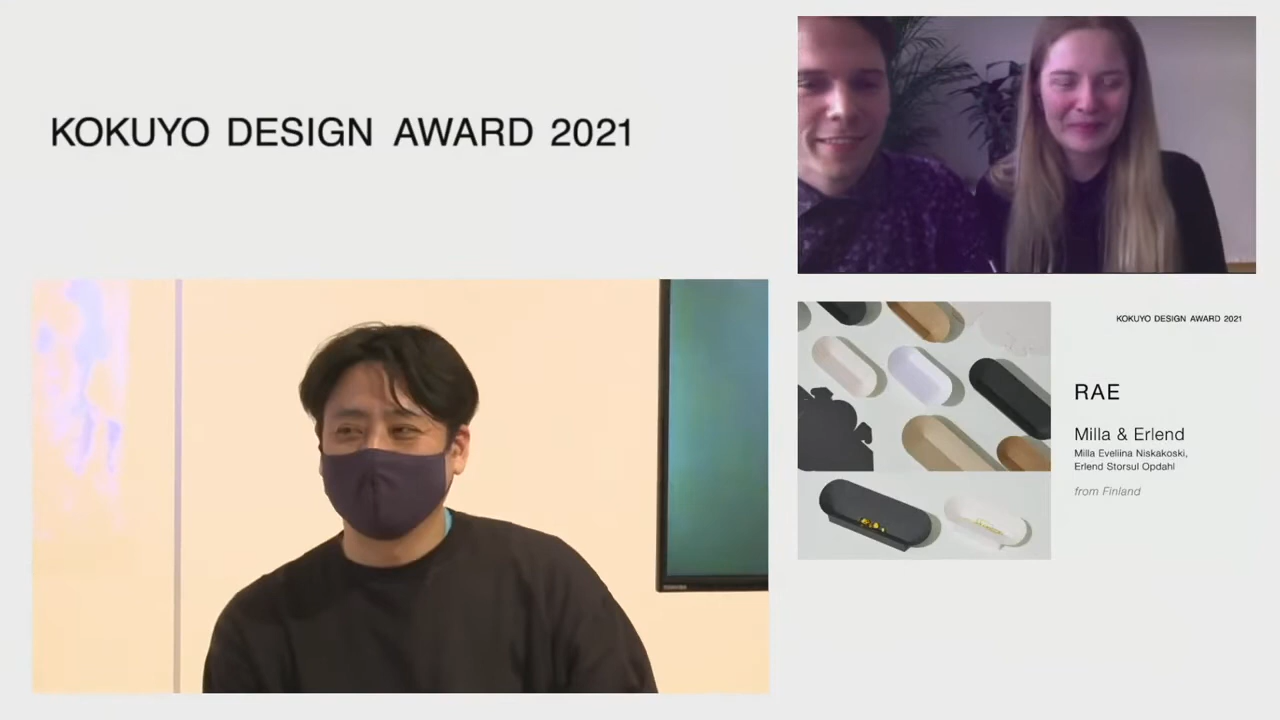 KOKUYO DESIGN AWARD 2021
KOKUYO DESIGN AWARD 2021
RAE
Milla & Erlend
Milla Eveliina Niskakoski,
Erlend Storsul Opdahl
from Finland
TOSHIBA